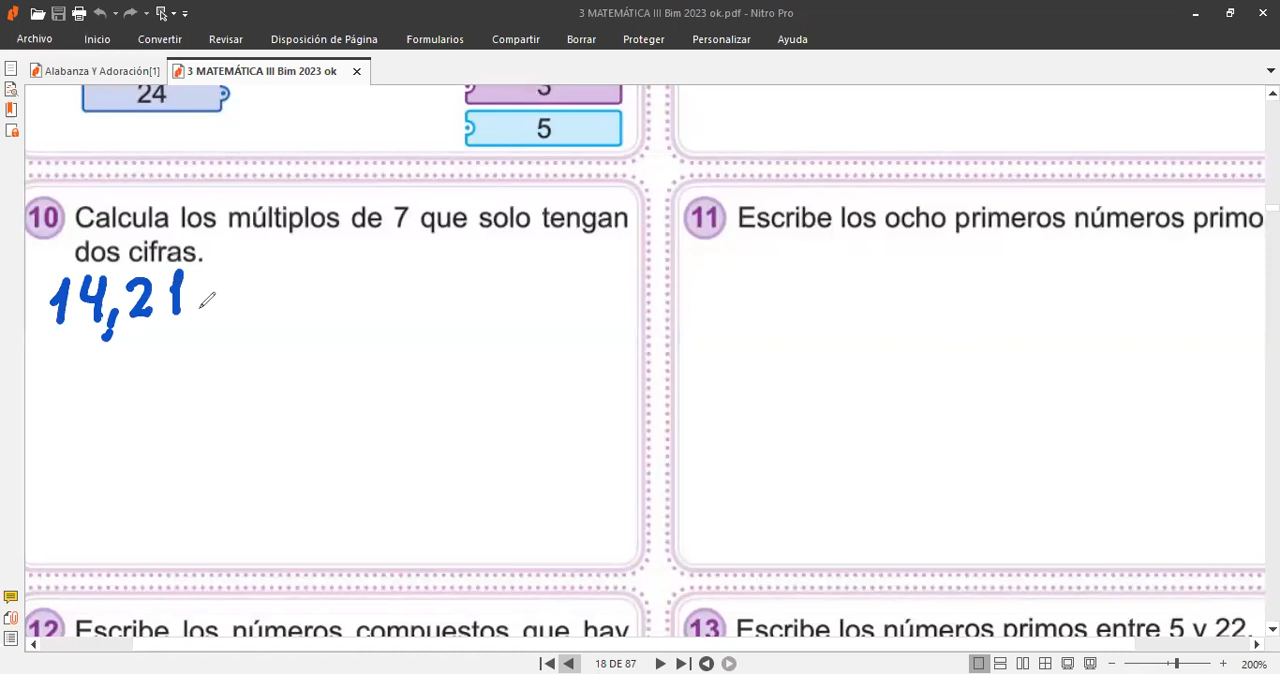 3 MATEMÁTICA III Bim 2023 ok.pdf - Nitro Pro
Archivo Inicio Convertir Revisar Disposición de Página Formularios Compartir Borrar Proteger Personalizar Ayuda
Alabanza Y Adoración[1] 3 MATEMÁTICA III Bim 2023 ok
24
3
5
10 Calcula los múltiplos de 7 que solo tengan
dos cifras.
14,21
11 Escribe los ocho primeros números primo
12 Escribe los números compuestos que hay
13 Escribe los números primos entre 5 y 22.
18 DE 87
200%